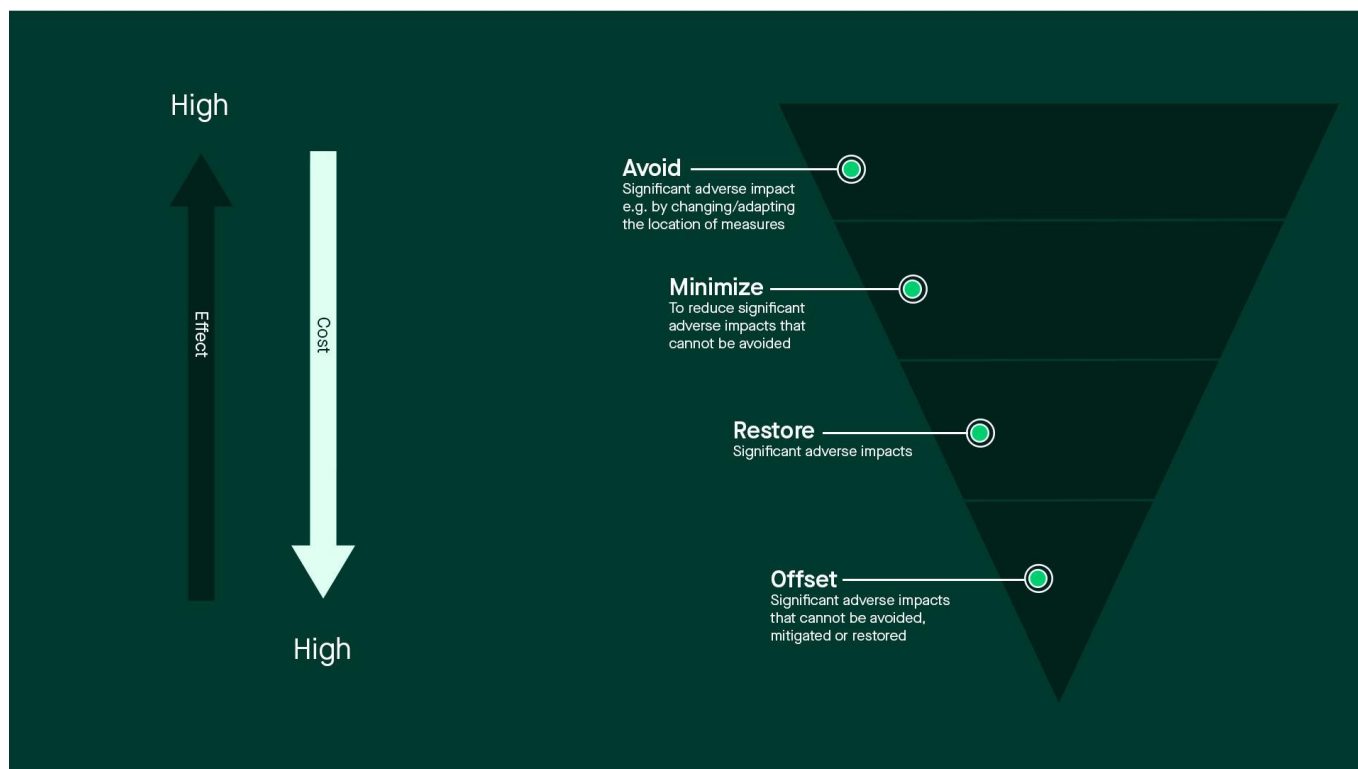 High
Effect
Cost
High
Avoid
Significant adverse impact
e.g. by changing/adapting
the location of measures
Minimize
To reduce significant
adverse impacts that
cannot be avoided
Restore
Significant adverse impacts
Offset
Significant adverse impacts
that cannot be avoided,
mitigated or restored